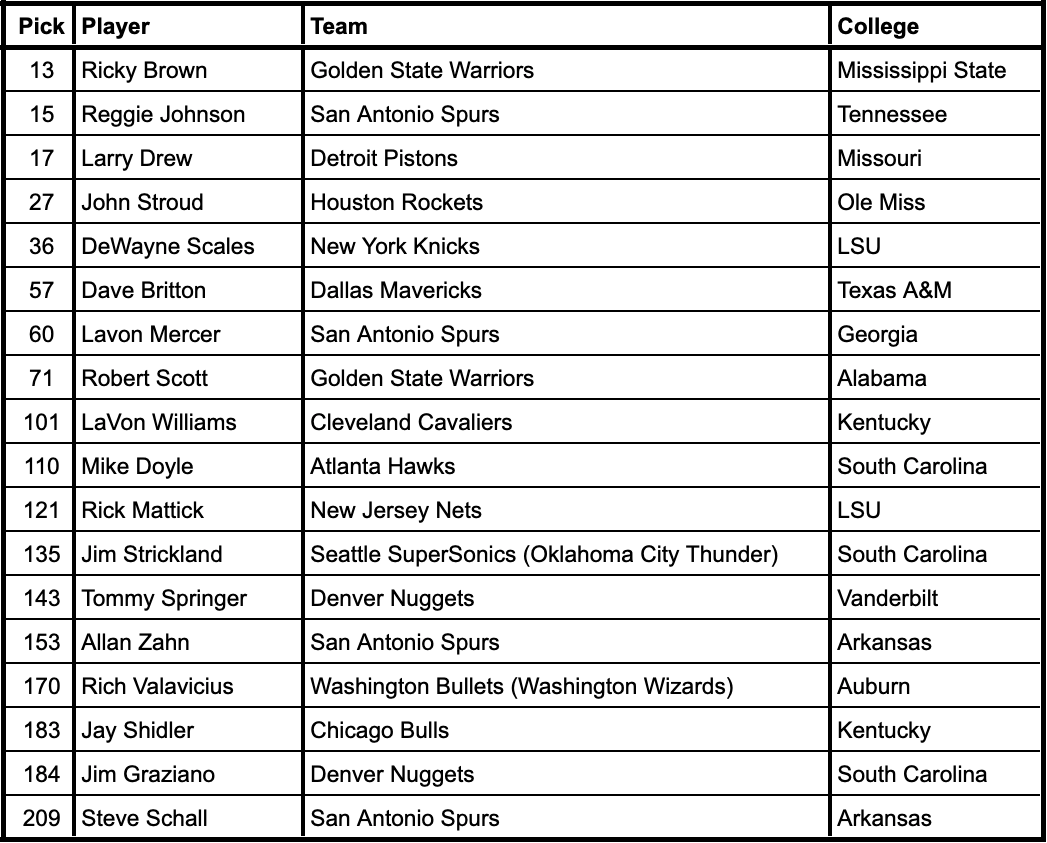 Pick Player Team College
13 Ricky Brown Golden State Warriors Mississippi State
15 Reggie Johnson San Antonio Spurs Tennessee
17 Larry Drew Detroit Pistons Missouri
27 John Stroud Houston Rockets Ole Miss
36 DeWayne Scales New York Knicks LSU
57 Dave Britton Dallas Mavericks Texas A&M
60 Lavon Mercer San Antonio Spurs Georgia
71 Robert Scott Golden State Warriors Alabama
101 LaVon Williams Cleveland Cavaliers Kentucky
110 Mike Doyle Atlanta Hawks South Carolina
121 Rick Mattick New Jersey Nets LSU
135 Jim Strickland Seattle SuperSonics (Oklahoma City Thunder) South Carolina
143 Tommy Springer Denver Nuggets Vanderbilt
153 Allan Zahn San Antonio Spurs Arkansas
170 Rich Valavicius Washington Bullets (Washington Wizards) Auburn
183 Jay Shidler Chicago Bulls Kentucky
184 Jim Graziano Denver Nuggets South Carolina
209 Steve Schall San Antonio Spurs Arkansas